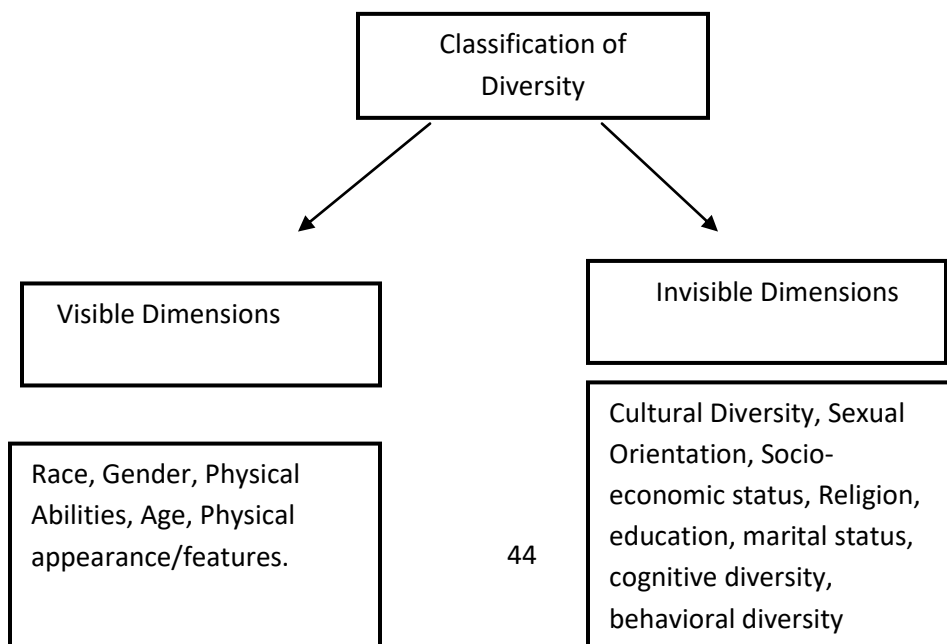 Classification of
Diversity
Visible Dimensions
Invisible Dimensions
Race, Gender, Physical
Abilities, Age, Physical
appearance/features.
44
Cultural Diversity, Sexual
Orientation, Socio-
economic status, Religion,
education, marital status,
cognitive diversity,
behavioral diversity